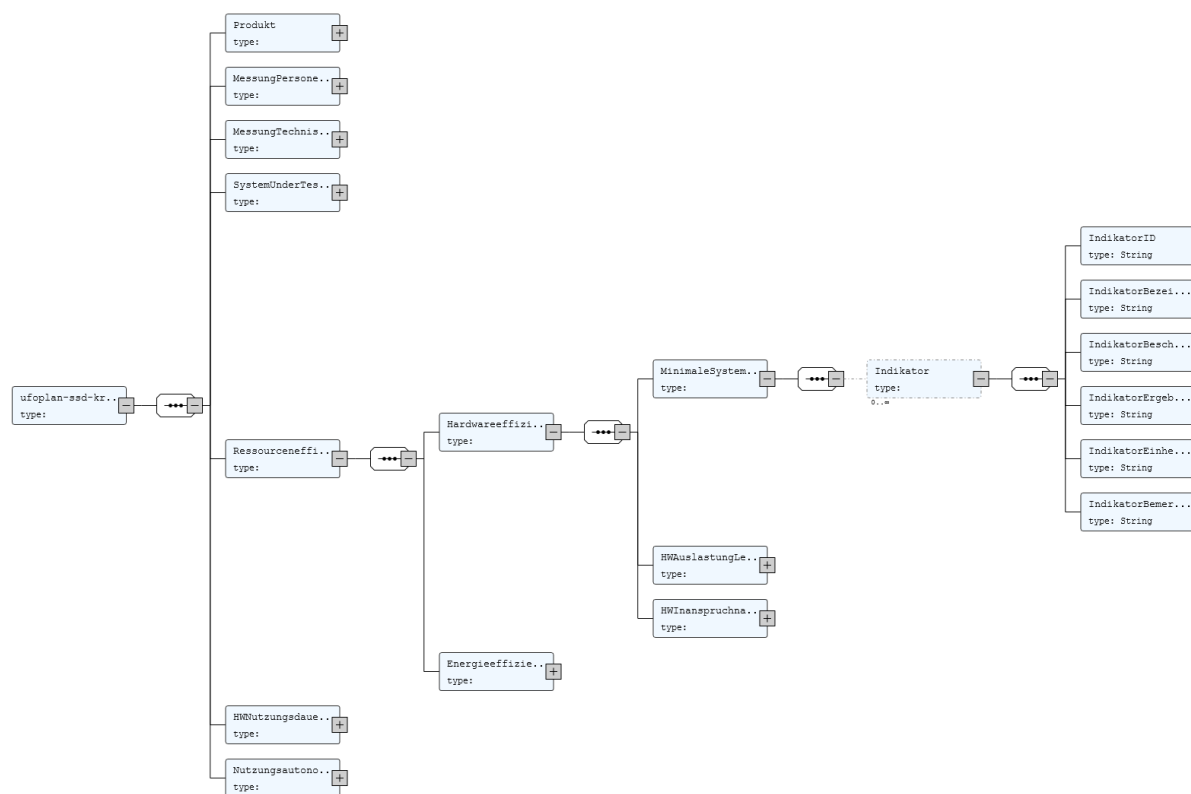 Produkt
type:
MessungPersone..
type:
MessungTechnis..
type:
SystemUnderTes..
type:
ufoplan-ssd-kr..
type:
Ressourceneffi..
type:
HWNutzungsdaue..
type:
Nutzungsautono..
type:
Hardwareeffizi..
type:
Energieeffizie..
type:
MinimaleSystem..
type:
HWAuslastungLe..
type:
HWInanspruchna..
type:
Indikator
type:
0..∞
IndikatorID
type: String
IndikatorBezei...
type: String
IndikatorBesch...
type: String
IndikatorErgeb...
type: String
IndikatorEinhe...
type: String
IndikatorBemer...
type: String